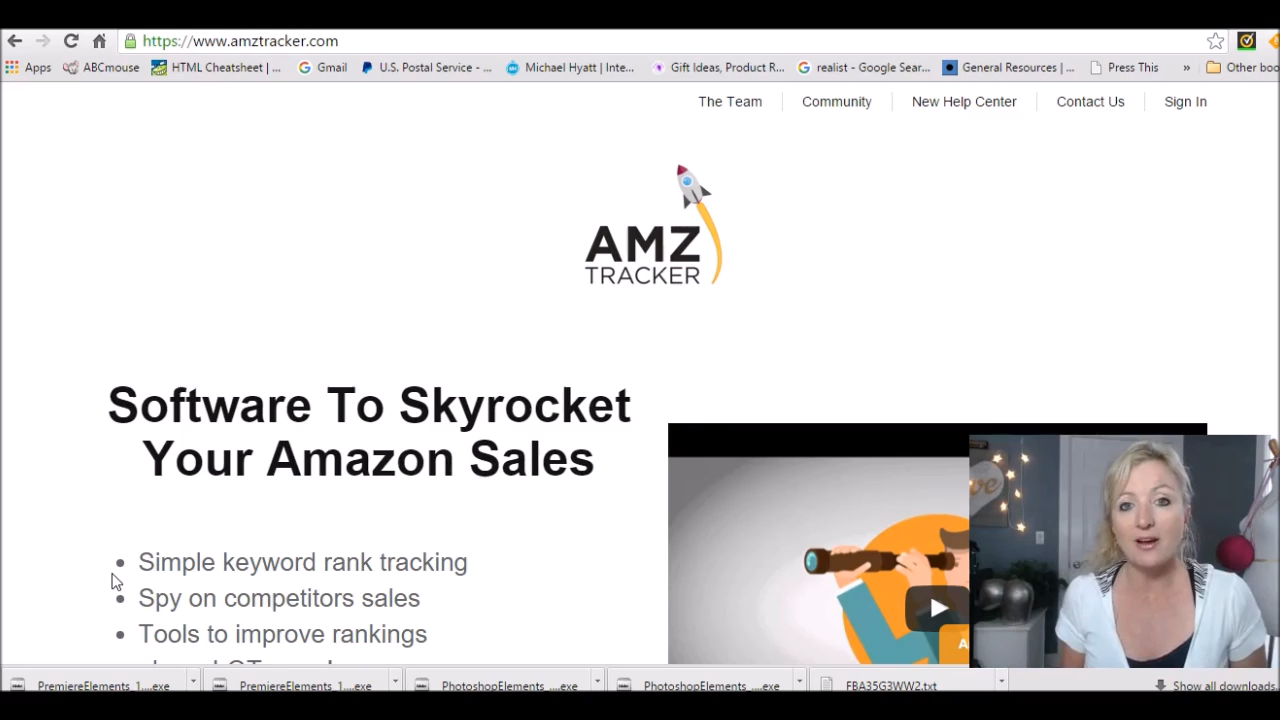 https://www.amztracker.com
Apps ABCmouse HTML Cheatsheet | ... Gmail U.S. Postal Service - ... Michael Hyatt | Inte... Gift Ideas, Product R... realist - Google Sear... General Resources | ... Press This » Other boo
The Team Community New Help Center Contact Us Sign In
AMZ
TRACKER
Software To Skyrocket
Your Amazon Sales
• Simple keyword rank tracking
• Spy on competitors sales
• Tools to improve rankings
PremiereElements_1....exe PremiereElements_1....exe PhotoshopElements_....exe PhotoshopElements_....exe FBA35G3WW2.txt Show all downloads.